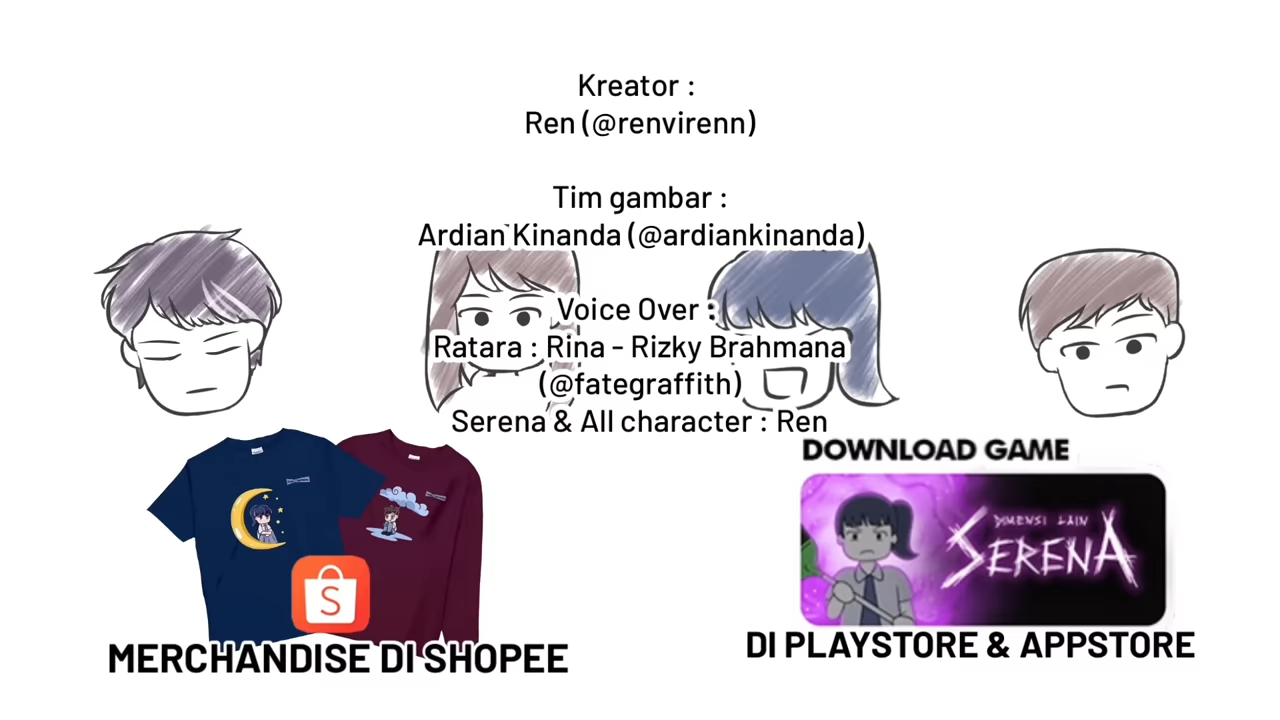 Kreator :
Ren (@renvirenn)
Tim gambar :
Ardian Kinanda (@ardiankinanda)
Voice Over :
Ratara : Rina - Rizky Brahmana
(@fategraffith)
Serena & All character : Ren
DOWNLOAD GAME
DIMENSI LAIN
SERENA
S
MERCHANDISE DI SHOPEE
DI PLAYSTORE & APPSTORE